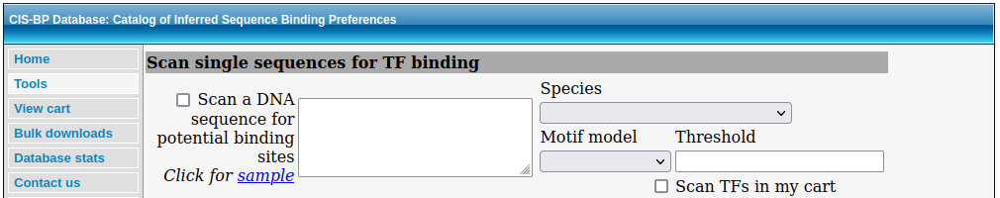 CIS-BP Database: Catalog of Inferred Sequence Binding Preferences
Home
Tools
View cart
Bulk downloads
Database stats
Contact us
Scan single sequences for TF binding
Scan a DNA
sequence for
potential binding
sites
Click for sample
Species
Motif model
Threshold
Scan TFs in my cart